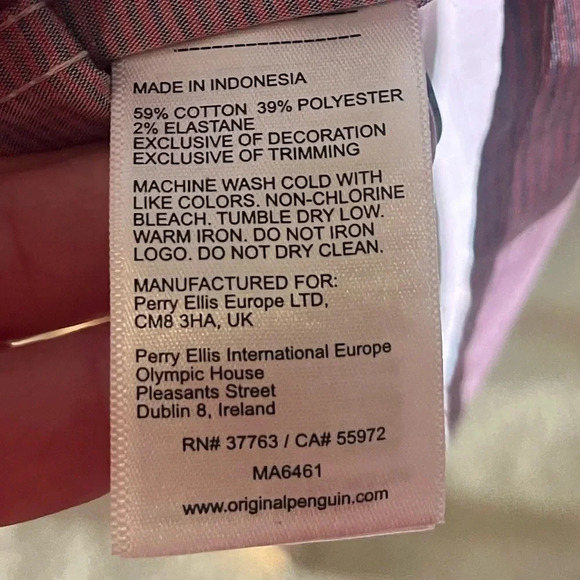 MADE IN INDONESIA
59% COTTON 39% POLYESTER
2% ELASTANE
EXCLUSIVE OF DECORATION
EXCLUSIVE OF TRIMMING
MACHINE WASH COLD WITH
LIKE COLORS. NON-CHLORINE
BLEACH. TUMBLE DRY LOW.
WARM IRON. DO NOT IRON
LOGO. DO NOT DRY CLEAN.
MANUFACTURED FOR:
Perry Ellis Europe LTD,
CM8 3HA, UK
Perry Ellis International Europe
Olympic House
Pleasants Street
Dublin 8, Ireland
RN# 37763 / CA# 55972
MA6461
www.originalpenguin.com